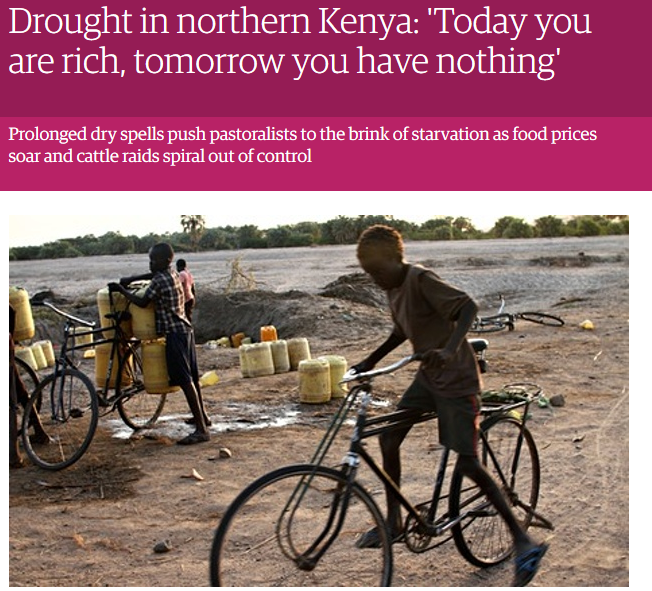 Drought in northern Kenya: 'Today you
are rich, tomorrow you have nothing'
Prolonged dry spells push pastoralists to the brink of starvation as food prices
soar and cattle raids spiral out of control